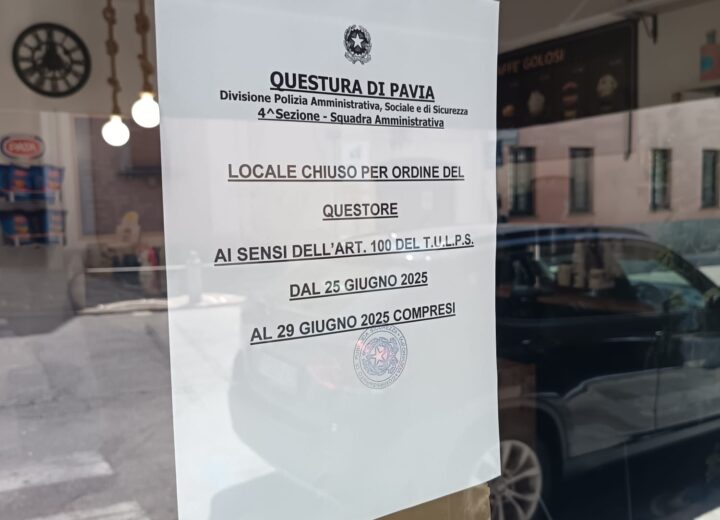 QUESTURA DI PAVIA
Divisione Polizia Amministrativa, Sociale e di Sicurezza
4^Sezione - Squadra Amministrativa
LOCALE CHIUSO PER ORDINE DEL
QUESTORE
AI SENSI DELL'ART. 100 DEL T.U.L.P.S.
DAL 25 GIUGNO 2025
AL 29 GIUGNO 2025 COMPRESI
GOLOSI